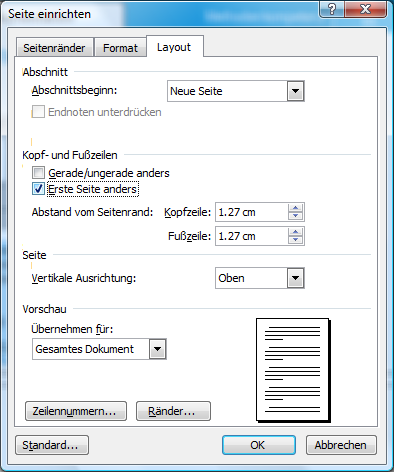 Seite einrichten
Seitenränder Format Layout
Abschnitt
Abschnittsbeginn: Neue Seite
Endnoten unterdrücken
Kopf- und Fußzeilen
Gerade/ungerade anders
Erste Seite anders
Abstand vom Seitenrand: Kopfzeile: 1.27 cm
Fußzeile: 1.27 cm
Seite
Vertikale Ausrichtung: Oben
Vorschau
Übernehmen für:
Gesamtes Dokument
Zeilennummern... Ränder...
Standard... OK Abbrechen